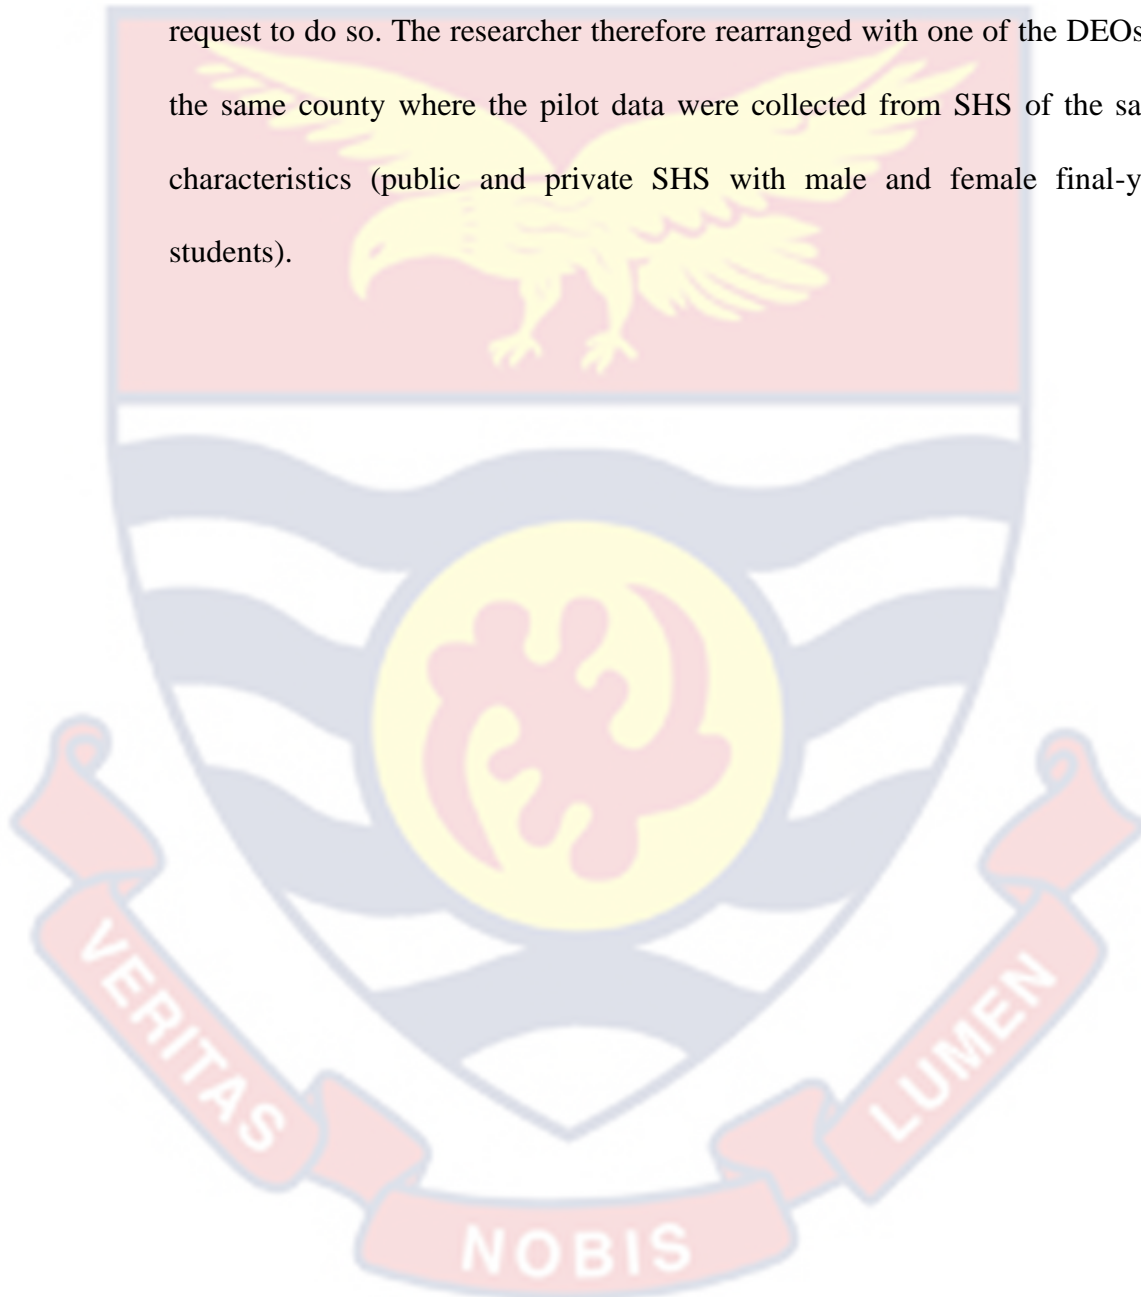 request to do so. The researcher therefore rearranged with one of the DEOs
the same county where the pilot data were collected from SHS of the sa
characteristics (public and private SHS with male and female final-y
students).
VERITAS
NOBIS
LUMEN